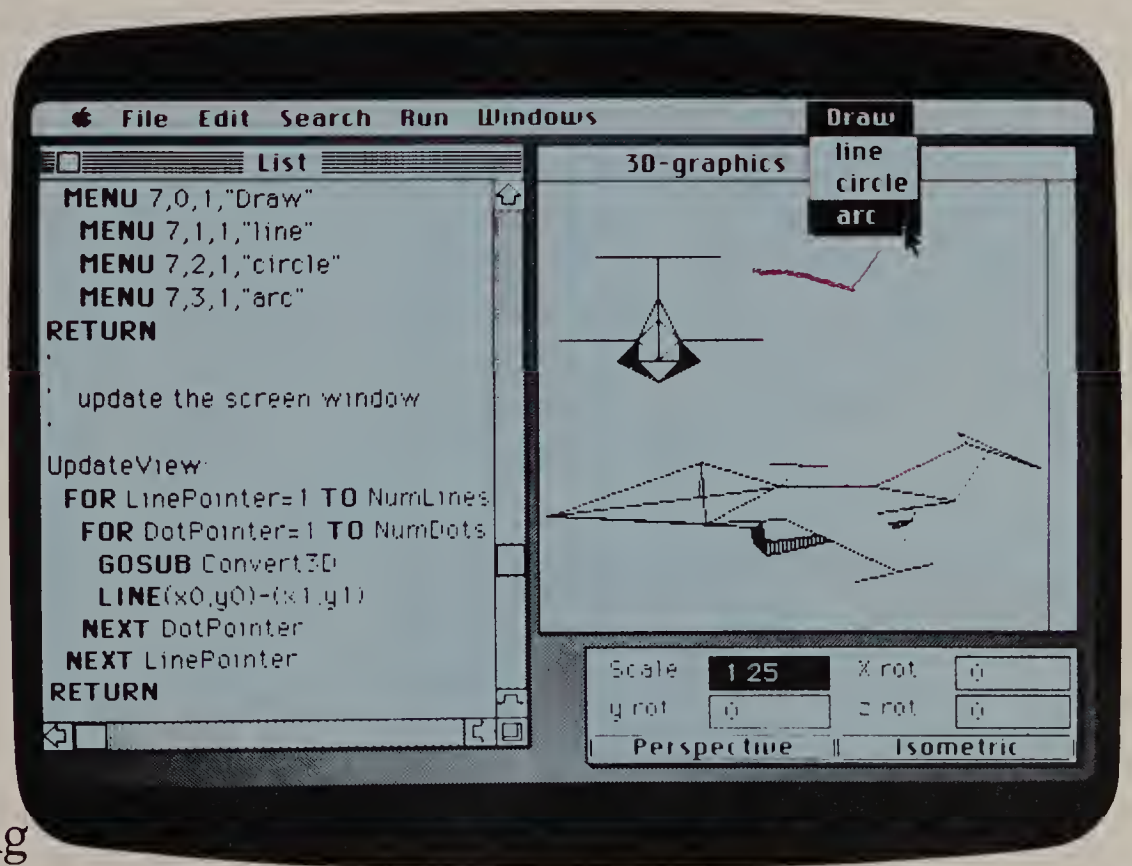 File Edit Search Run Windows Draw
line
circle
arc
List
MENU 7,0,1,"Draw"
MENU 7,1,1,"line"
MENU 7,2,1,"circle"
MENU 7,3,1,"arc"
RETURN
'
' update the screen window
'
UpdateView:
FOR LinePointer=1 TO NumLines
FOR DotPointer=1 TO NumDots
GOSUB Convert3D
LINE(x0,y0)-(x1,y1)
NEXT DotPointer
NEXT LinePointer
RETURN
3D-graphics
Scale 1.25 X rot 0
y rot 0 z rot 0
Perspective Isometric